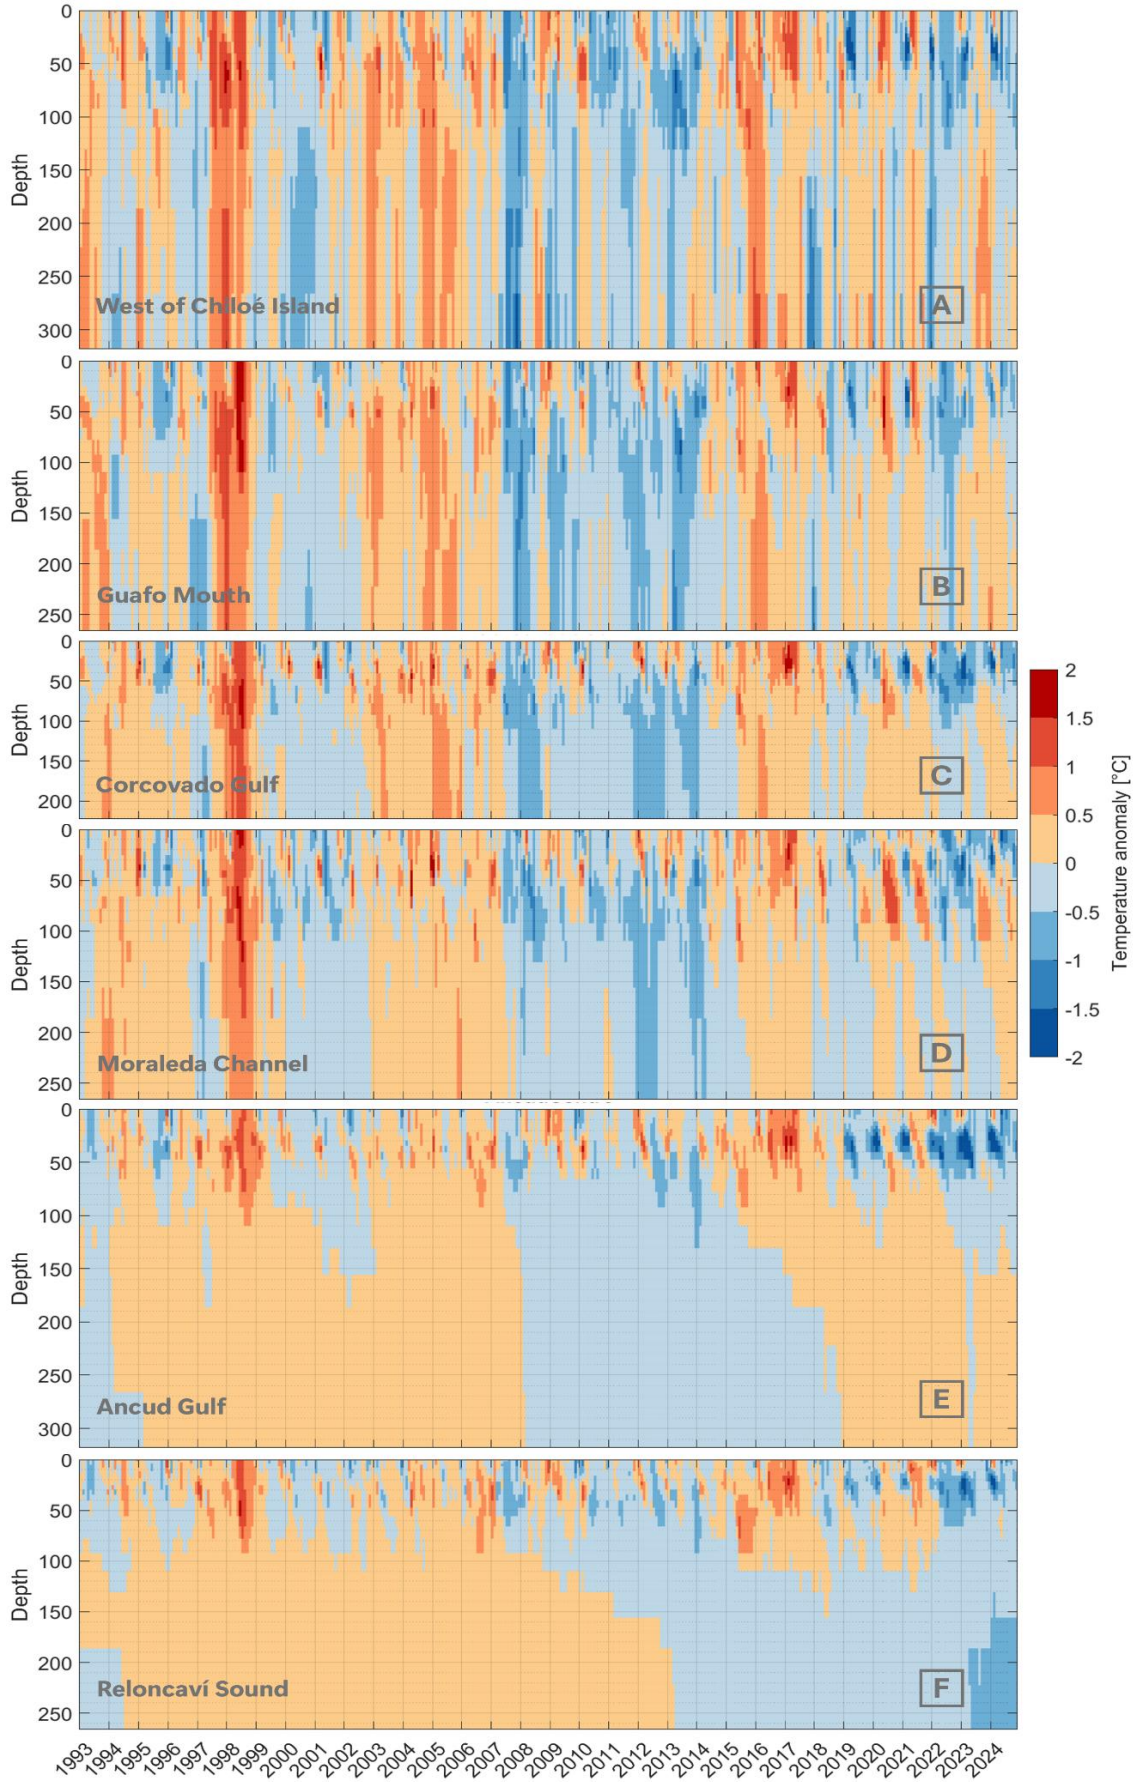 0
50
100
150
200
250
300
Depth
West of Chiloé Island
A
0
50
100
150
200
250
Depth
Guafo Mouth
B
0
50
100
150
200
Depth
Corcovado Gulf
C
2
1.5
1
0.5
0
-0.5
-1
-1.5
-2
Temperature anomaly [°C]
0
50
100
150
200
250
Depth
Moraleda Channel
D
0
50
100
150
200
250
300
Depth
Ancud Gulf
E
0
50
100
150
200
250
Depth
Reloncaví Sound
F
1993 1994 1995 1996 1997 1998 1999 2000 2001 2002 2003 2004 2005 2006 2007 2008 2009 2010 2011 2012 2013 2014 2015 2016 2017 2018 2019 2020 2021 2022 2023 2024